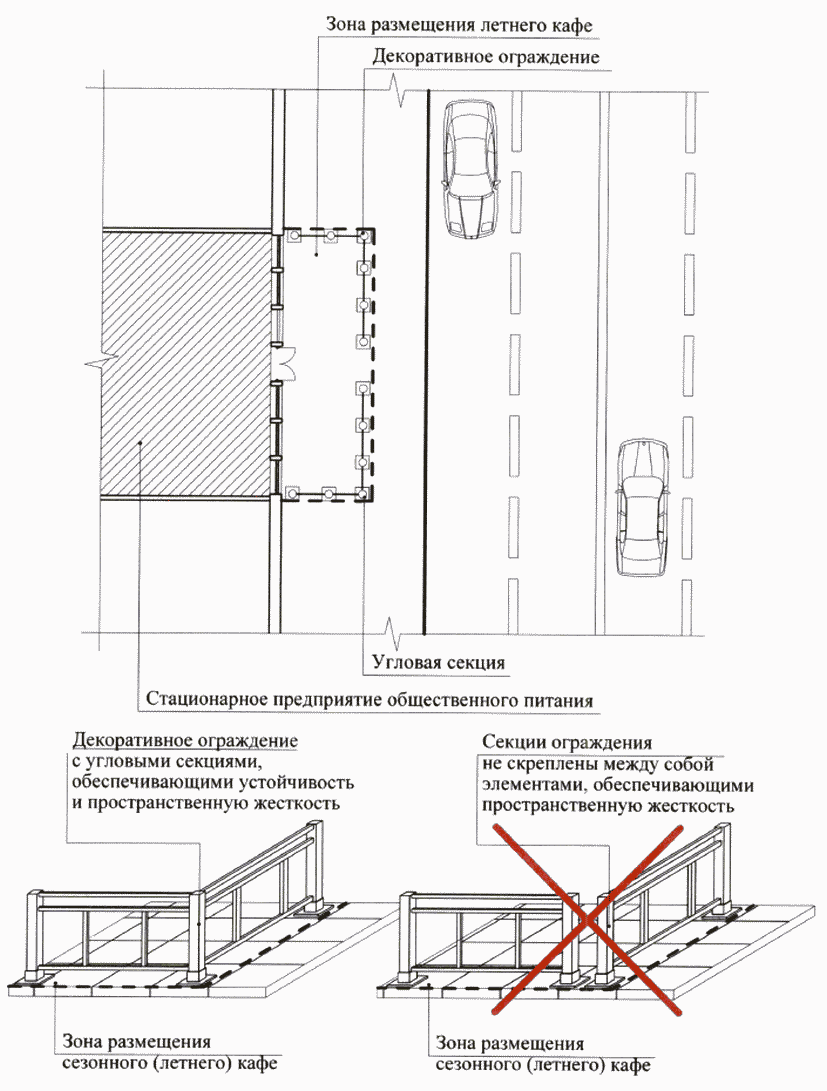 Зона размещения летнего кафе
Декоративное ограждение
Угловая секция
Стационарное предприятие общественного питания
Декоративное ограждение
с угловыми секциями,
обеспечивающими устойчивость
и пространственную жесткость
Секции ограждения
не скреплены между собой
элементами, обеспечивающими
пространственную жесткость
Зона размещения
сезонного (летнего) кафе
Зона размещения
сезонного (летнего) кафе